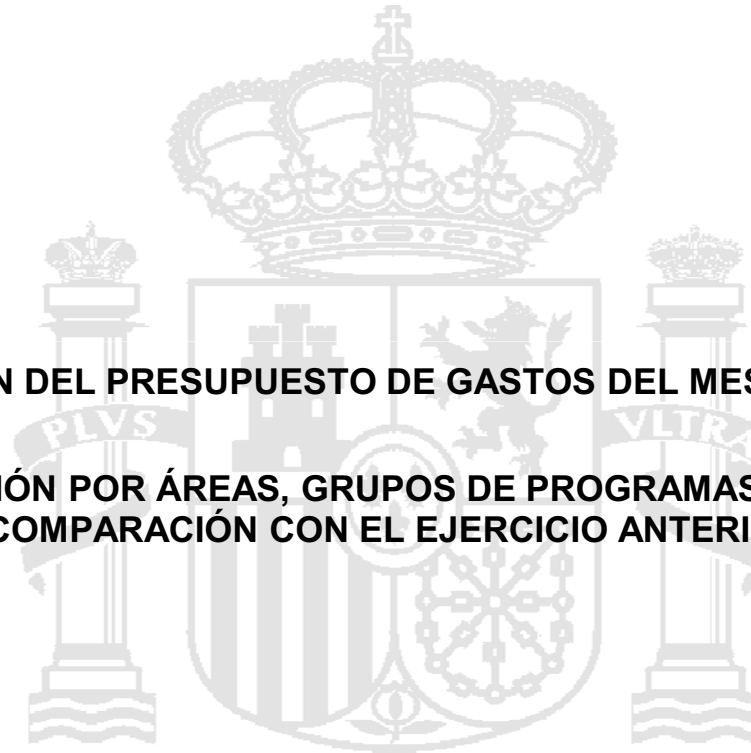 N DEL PRESUPUESTO DE GASTOS DEL MES
PLVS
VLTRA
IÓN POR ÁREAS, GRUPOS DE PROGRAMAS
COMPARACIÓN CON EL EJERCICIO ANTERI